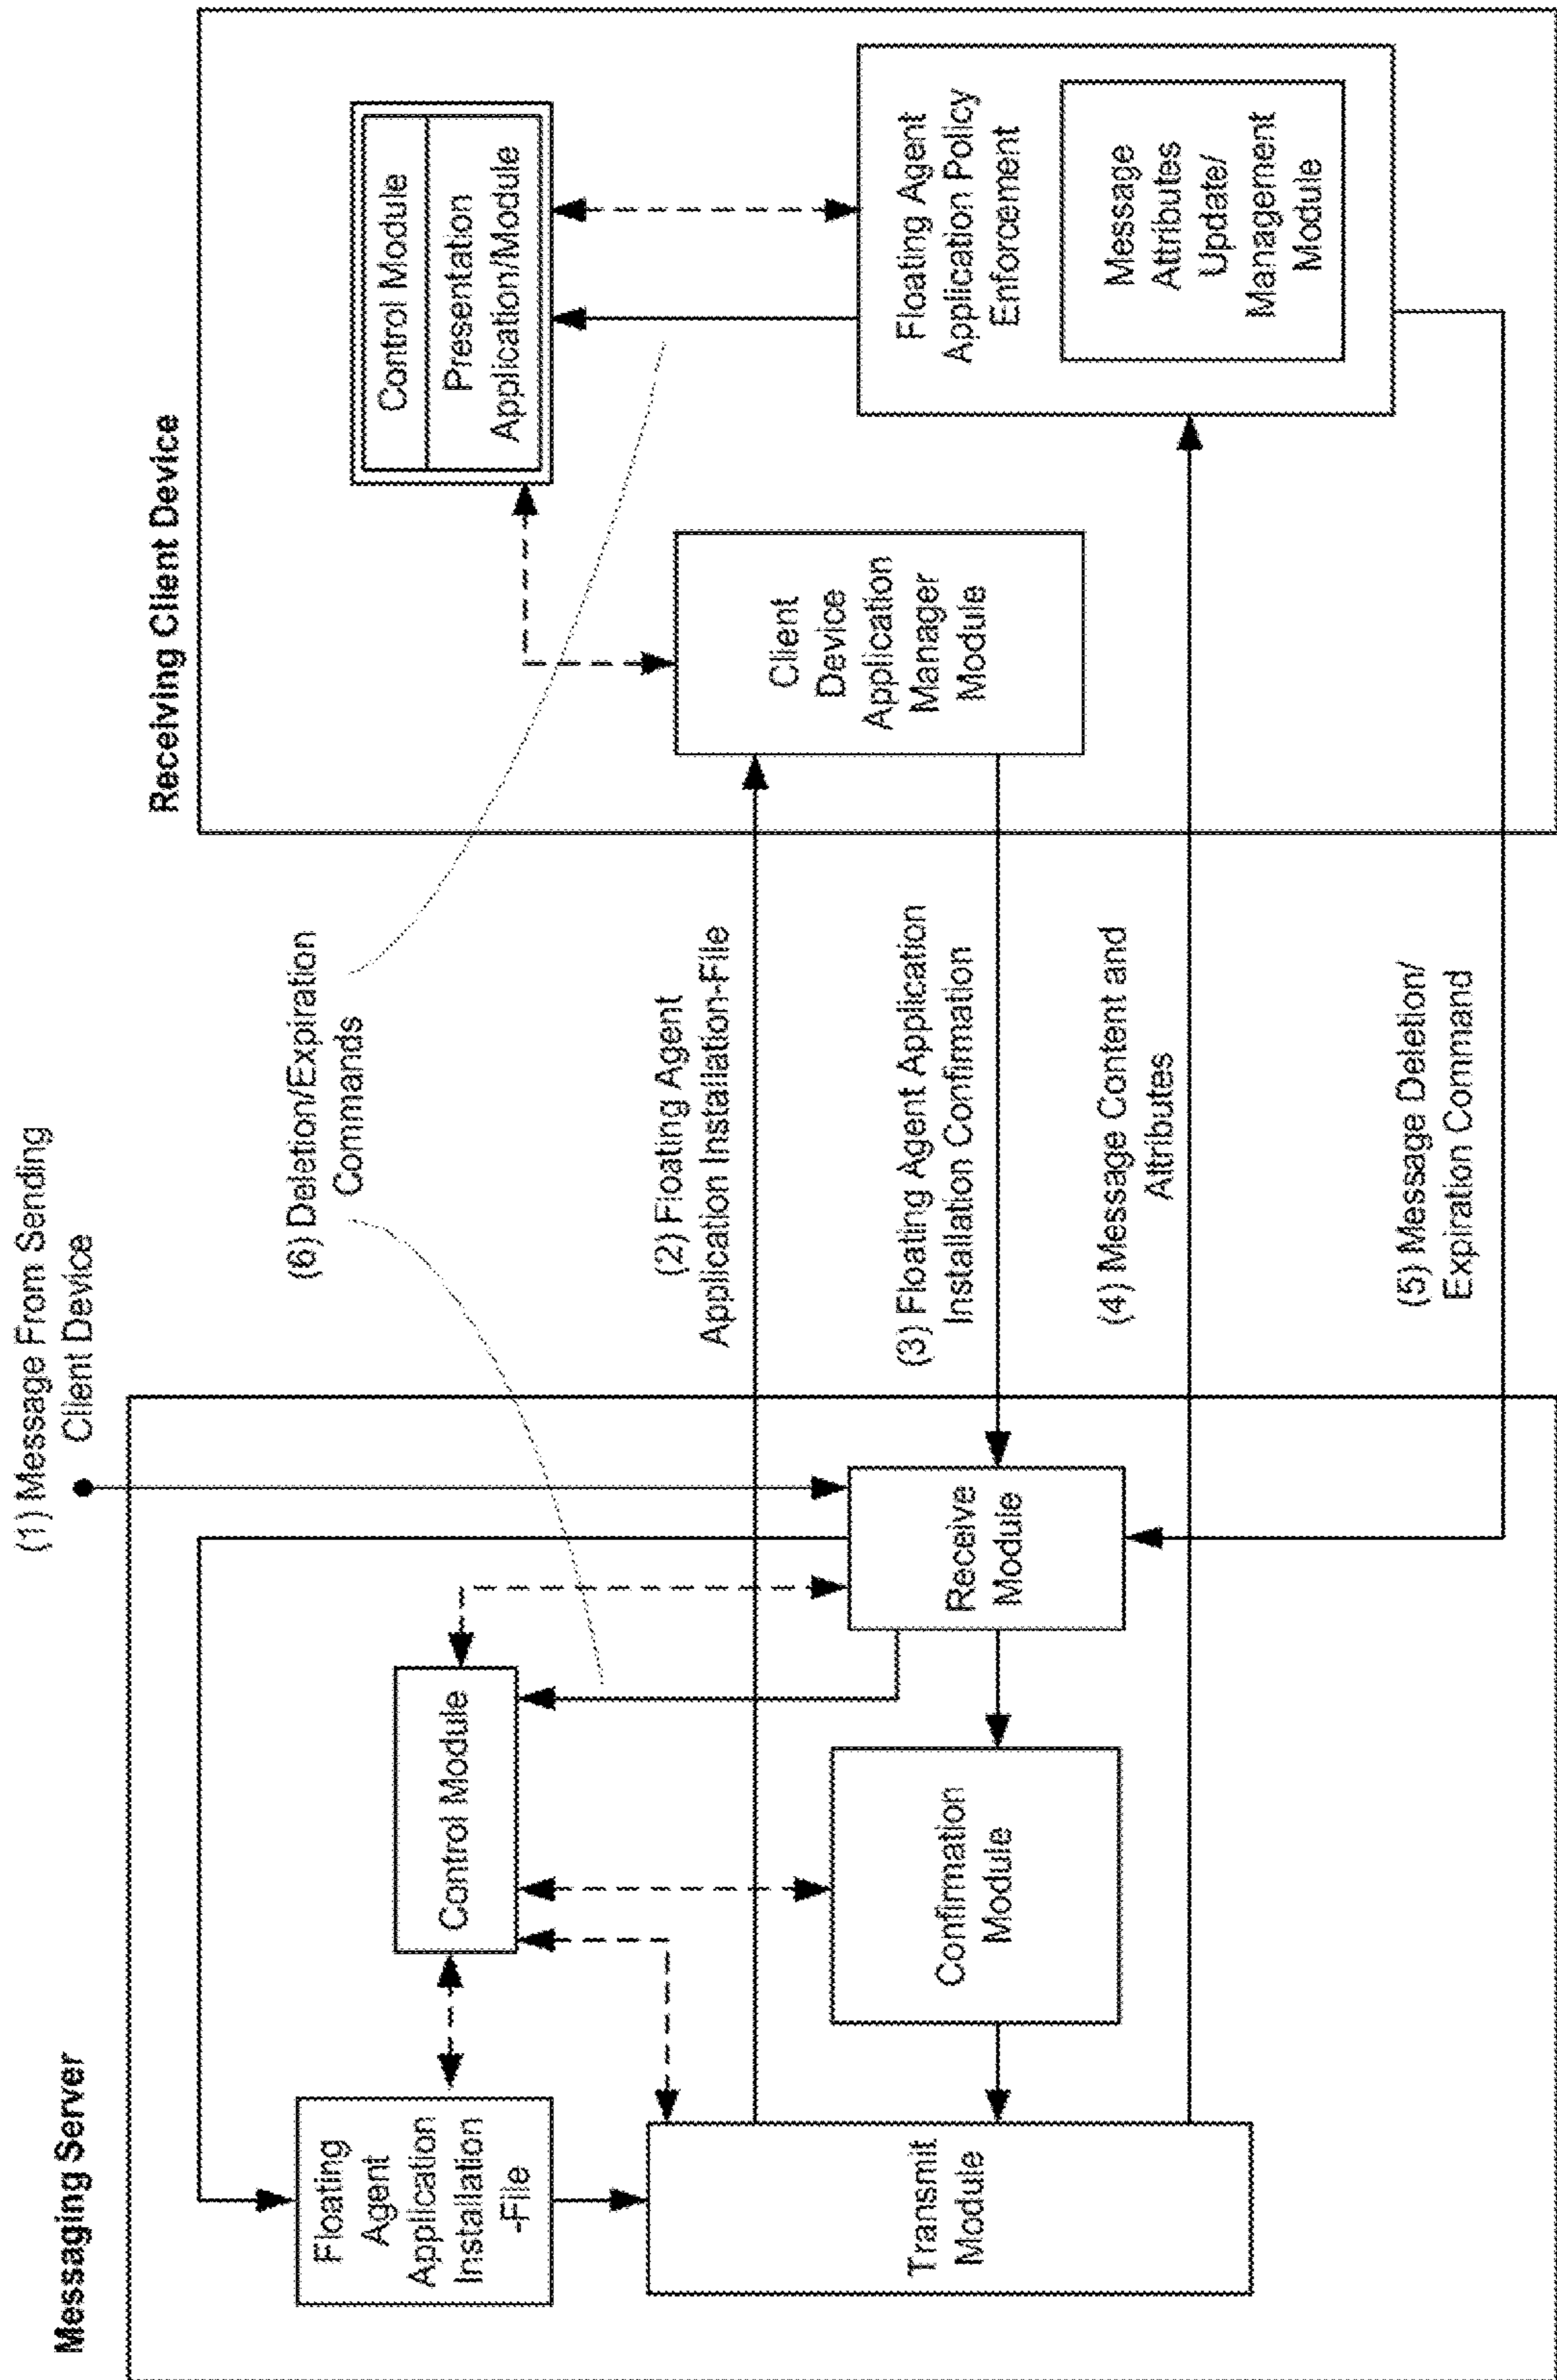 Messaging Server
(1) Message From Sending
Client Device
Floating
Agent
Application
Installation
-File
Control Module
Transmit
Module
Confirmation
Module
Receive
Module
(6) Deletion/Expiration
Commands
(2) Floating Agent
Application Installation-File
(3) Floating Agent Application
Installation Confirmation
(4) Message Content and
Attributes
(5) Message Deletion/
Expiration Command
Receiving Client Device
Control Module
Presentation
Application/Module
Client
Device
Application
Manager
Module
Floating Agent
Application Policy
Enforcement
Message
Attributes
Update/
Management
Module